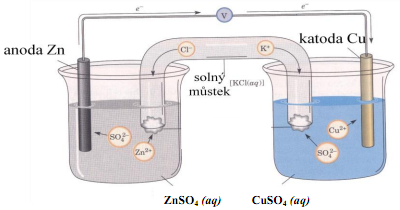 e⁻
V
e⁻
anoda Zn
katoda Cu
Cl⁻
K⁺
solný
můstek
[KCl(aq)]
SO₄²⁻
Zn²⁺
Cu²⁺
SO₄²⁻
ZnSO₄ (aq)
CuSO₄ (aq)